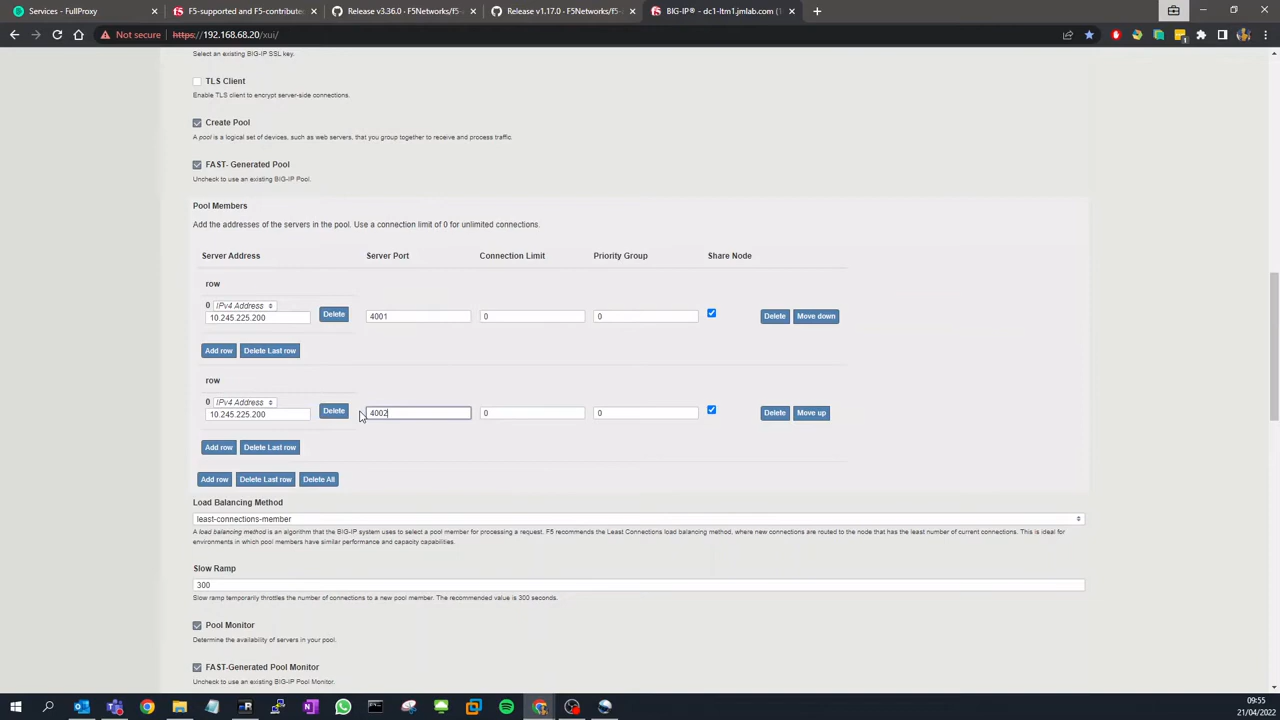 Services - FullProxy
F5-supported and F5-contributed
Release v3.36.0 · F5Networks/f5-
Release v1.17.0 · F5Networks/f5-
BIG-IP® - dc1-ltm1.jmlab.com (1
Not secure
https://192.168.68.20/xui/
Select an existing BIG-IP SSL key.
TLS Client
Enable TLS client to encrypt server-side connections.
Create Pool
A pool is a logical set of devices, such as web servers, that you group together to receive and process traffic.
FAST- Generated Pool
Uncheck to use an existing BIG-IP Pool.
Pool Members
Add the addresses of the servers in the pool. Use a connection limit of 0 for unlimited connections.
Server Address Server Port Connection Limit Priority Group Share Node
row
0 IPv4 Address
10.245.225.200 Delete 4001 0 0 Delete Move down
Add row Delete Last row
row
0 IPv4 Address
10.245.225.200 Delete 4002 0 0 Delete Move up
Add row Delete Last row
Add row Delete Last row Delete All
Load Balancing Method
least-connections-member
A load balancing method is an algorithm that the BIG-IP system uses to select a pool member for processing a request. F5 recommends the Least Connections load balancing method, where new connections are routed to the node that has the least number of current connections. This is ideal for
environments in which pool members have similar performance and capacity capabilities.
Slow Ramp
300
Slow ramp temporarily throttles the number of connections to a new pool member. The recommended value is 300 seconds.
Pool Monitor
Determine the availability of servers in your pool.
FAST-Generated Pool Monitor
Uncheck to use an existing BIG-IP Pool Monitor.
09:55
21/04/2022